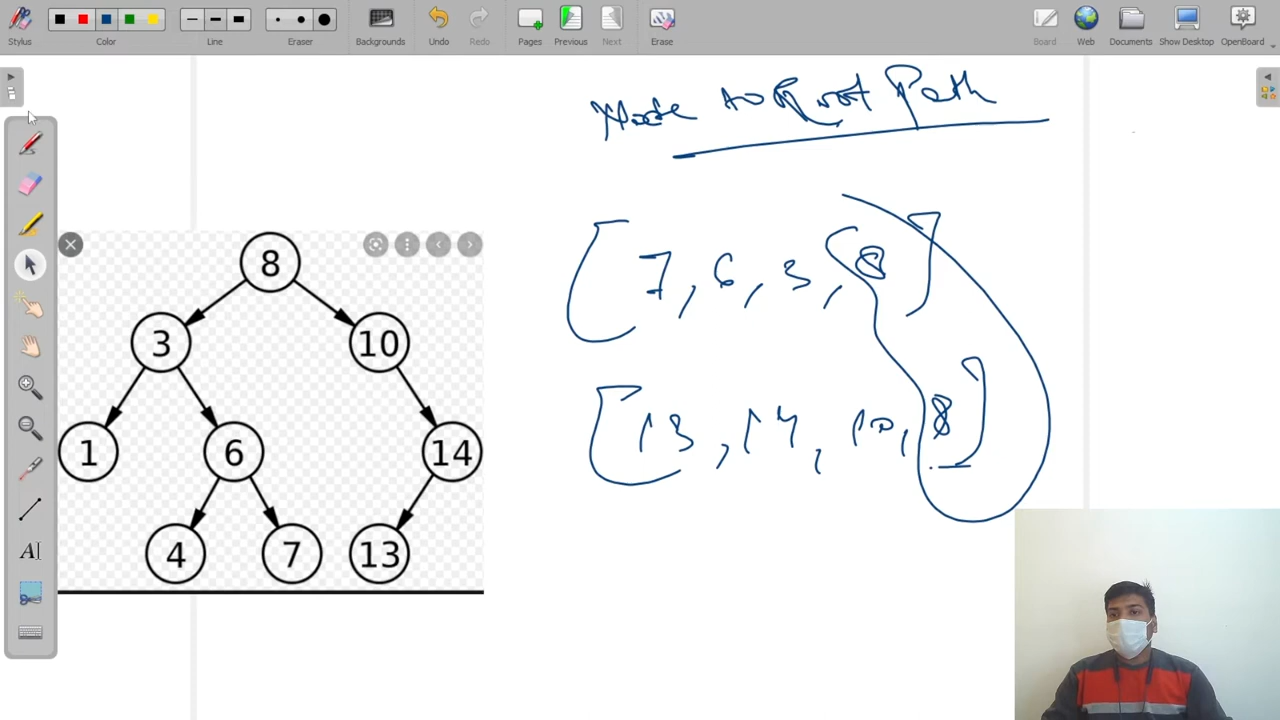 Stylus
Color
Line
Eraser
Backgrounds
Undo
Redo
Pages
Previous
Next
Erase
Board
Web
Documents
Show Desktop
OpenBoard
Node to Root Path
[7, 6, 3, 8]
[13, 14, 10, 8]
8
3
10
1
6
14
4
7
13
AI